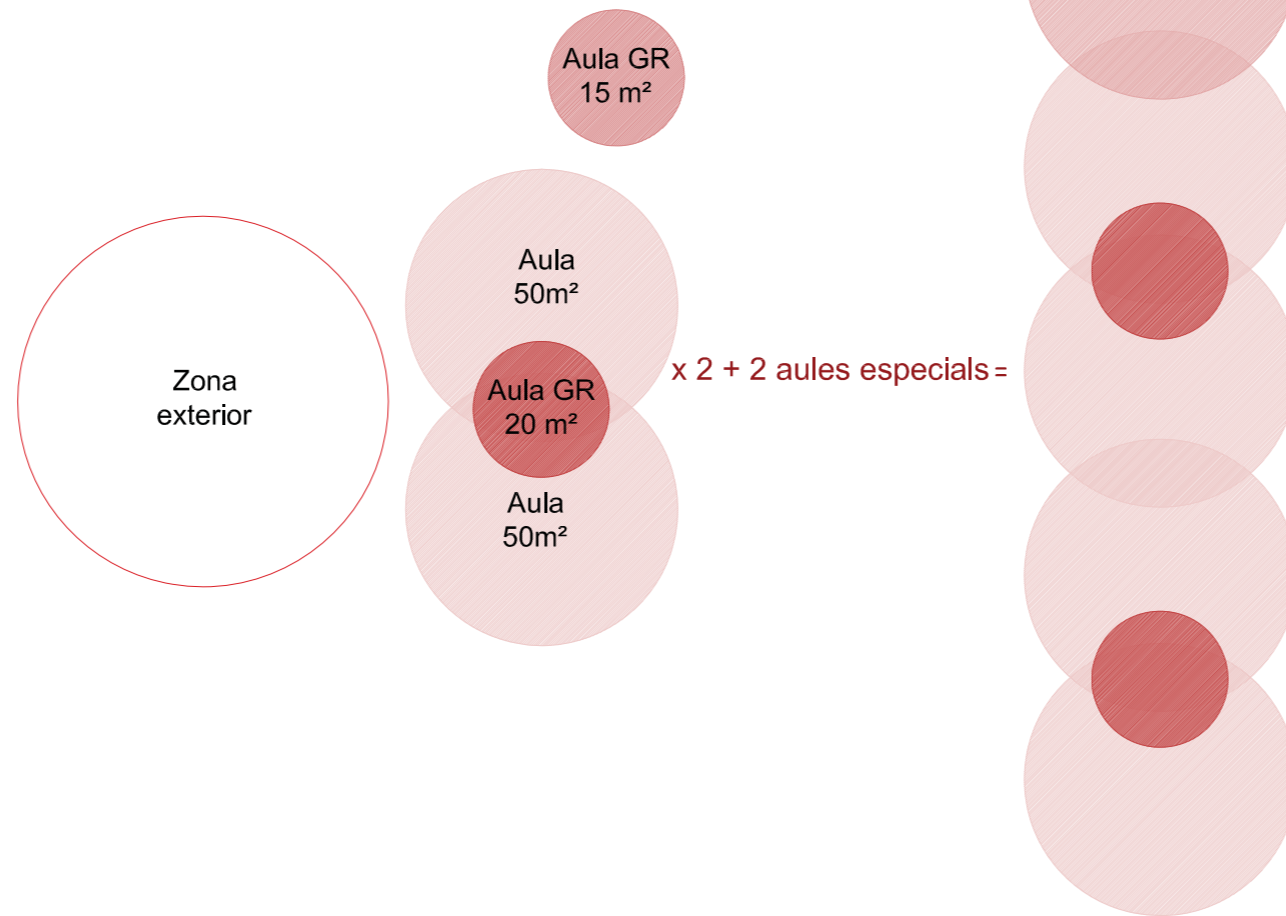 Aula GR
15 m²
Aula
50m²
Zona
exterior
Aula GR
20 m²
x 2 + 2 aules especials =
Aula
50m²